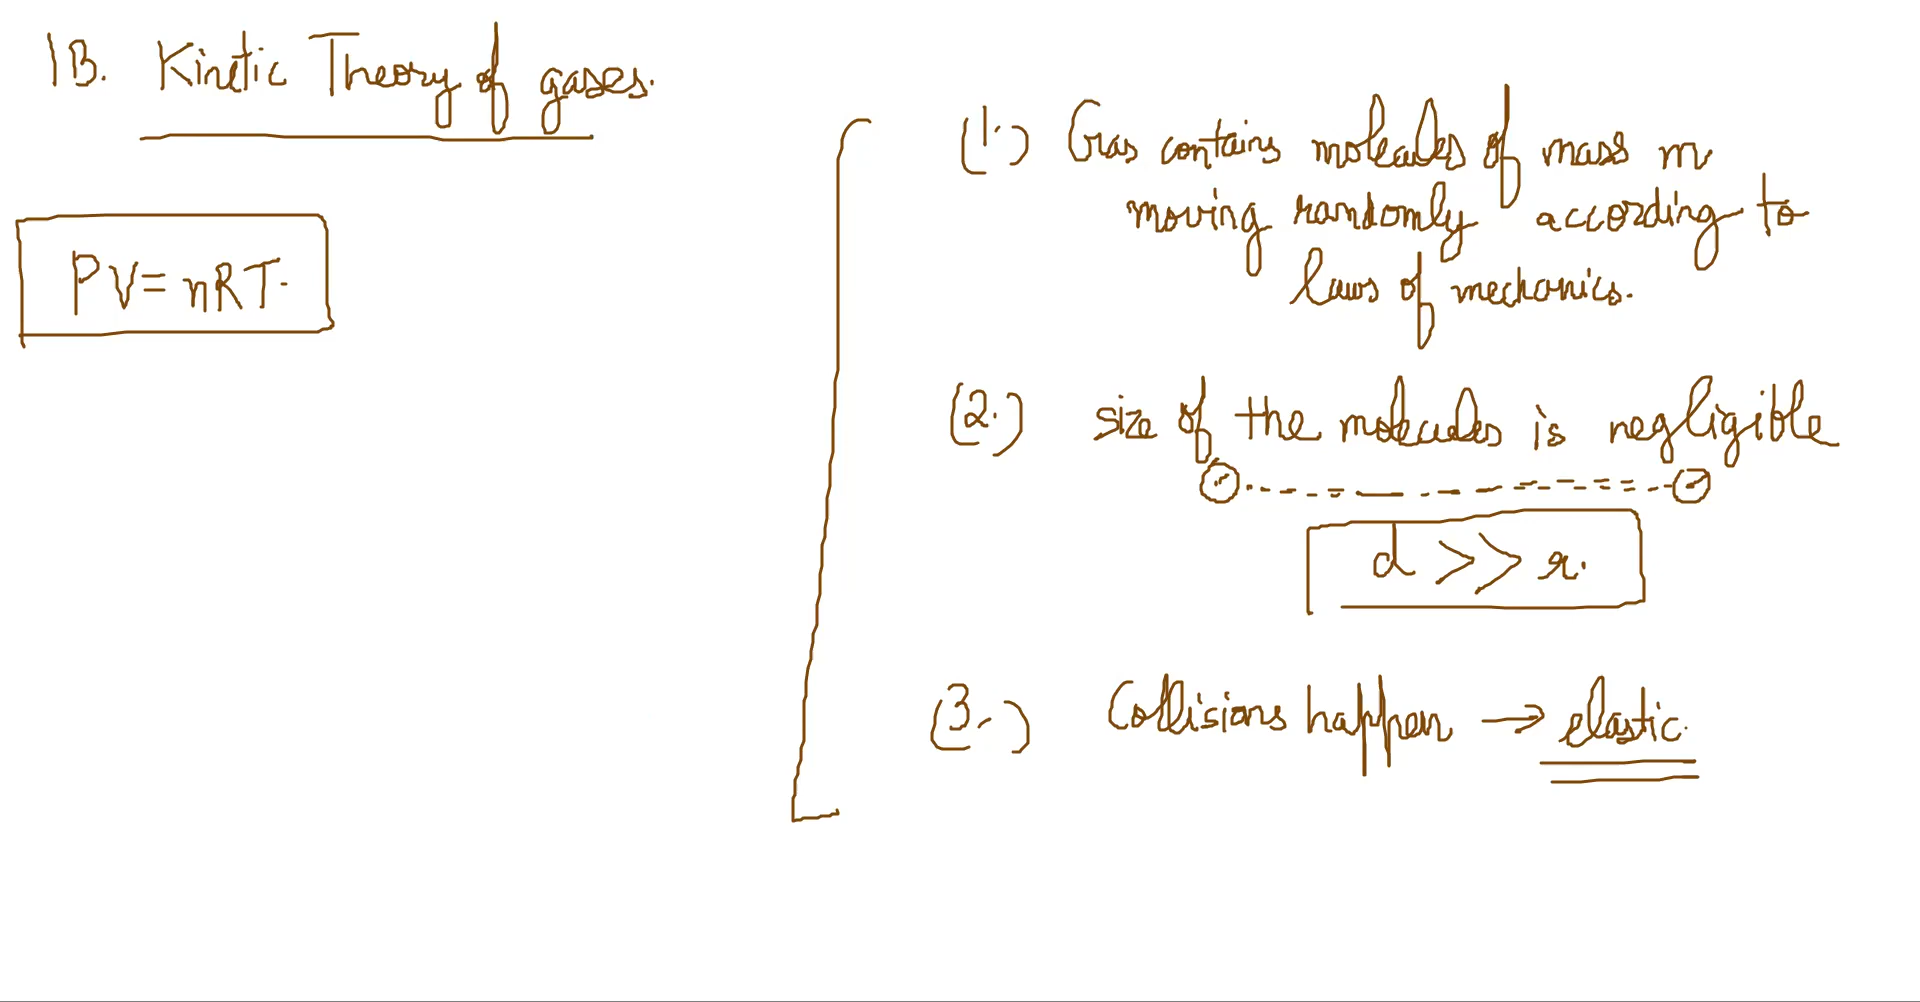 1B. Kinetic Theory of gases.
PV = nRT.
(1.) Gas contains molecules of mass m
moving randomly according to
laws of mechanics.
(2.) size of the molecules is negligible
d >> r.
(3.) Collisions happen → elastic.